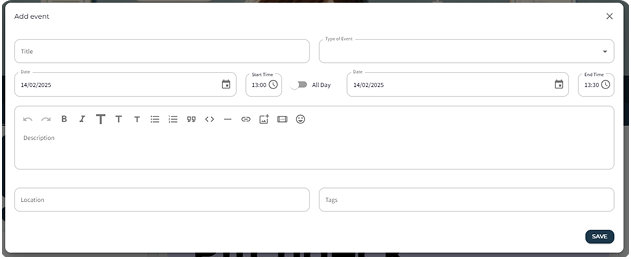 Add event
Title
Type of Event
Date
14/02/2025
Start Time
13:00
All Day
Date
14/02/2025
End Time
13:30
Description
Location
Tags
SAVE